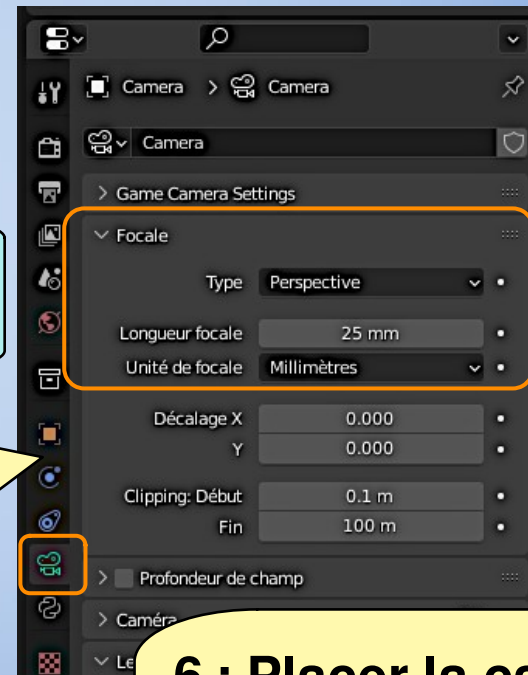 Camera > Camera
Camera
Game Camera Settings
Focale
Type Perspective
Longueur focale 25 mm
Unité de focale Millimètres
Décalage X 0.000
Y 0.000
Clipping: Début 0.1 m
Fin 100 m
Profondeur de champ
Caméra
Le
6 : Placer la